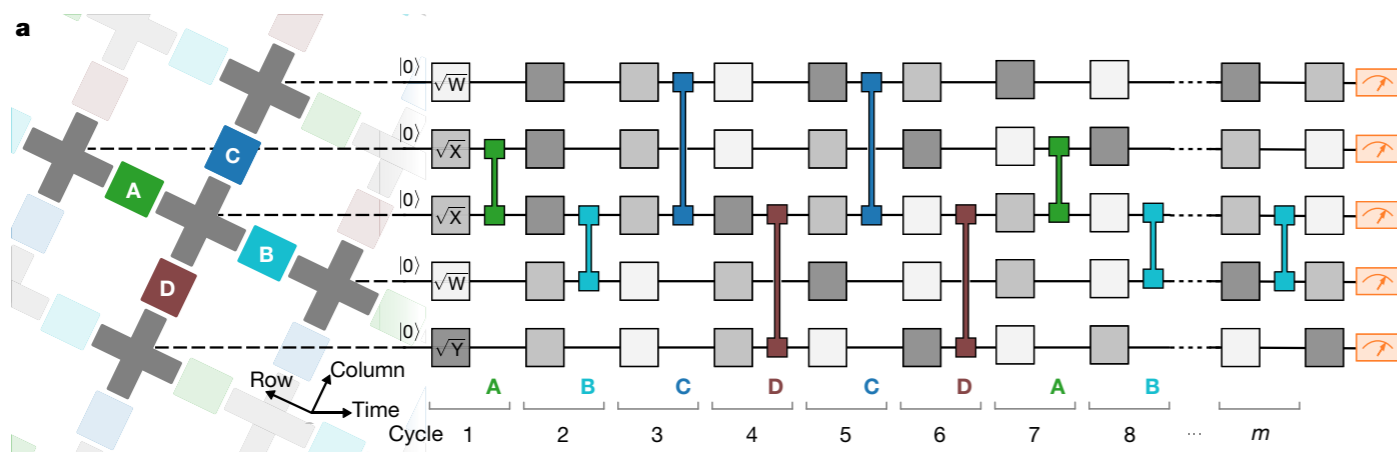 a
|0⟩
√W
|0⟩
√X
|0⟩
√X
|0⟩
√W
|0⟩
√Y
C
A
B
D
Row
Column
Time
A B C D C D A B
Cycle 1 2 3 4 5 6 7 8 ... m